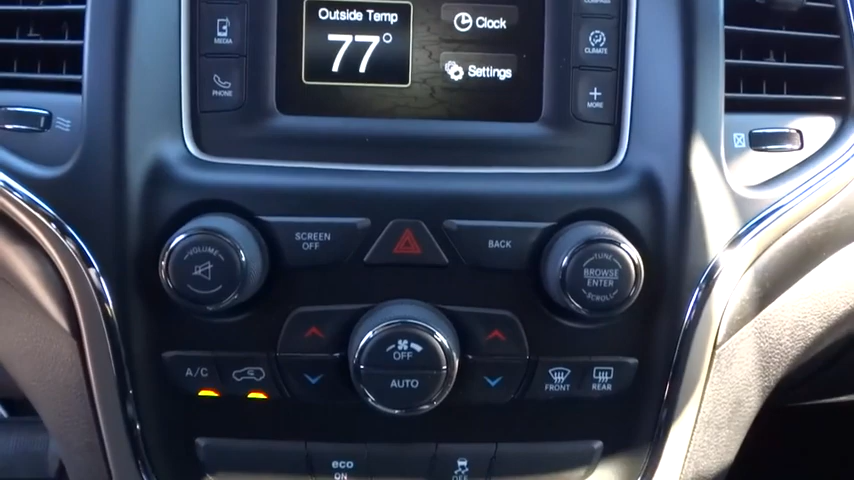 COMPASS
MEDIA
Outside Temp
77°
Clock
CLIMATE
Settings
PHONE
MORE
VOLUME
SCREEN
OFF
BACK
TUNE
BROWSE
ENTER
SCROLL
OFF
A/C
AUTO
FRONT
REAR
eco
ON
OFF